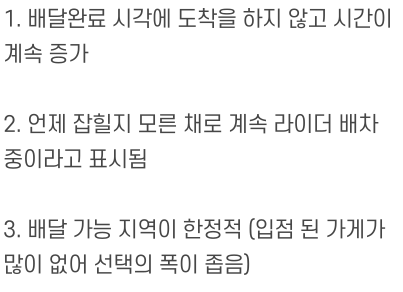 1. 배달완료 시각에 도착을 하지 않고 시간이
계속 증가
2. 언제 잡힐지 모른 채로 계속 라이더 배차
중이라고 표시됨
3. 배달 가능 지역이 한정적 (입점 된 가게가
많이 없어 선택의 폭이 좁음)